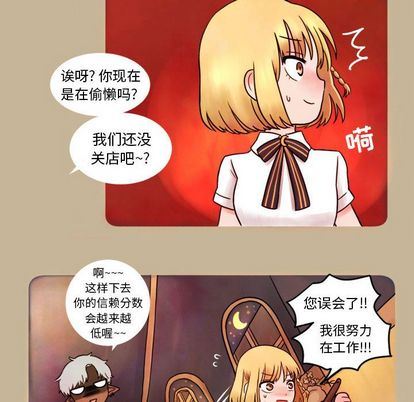 诶呀? 你现在
是在偷懒吗?
我们还没
关店吧~?
嗬
啊~~~
这样下去
你的信赖分数
会越来越
低喔~~
您误会了!!
我很努力
在工作!!!